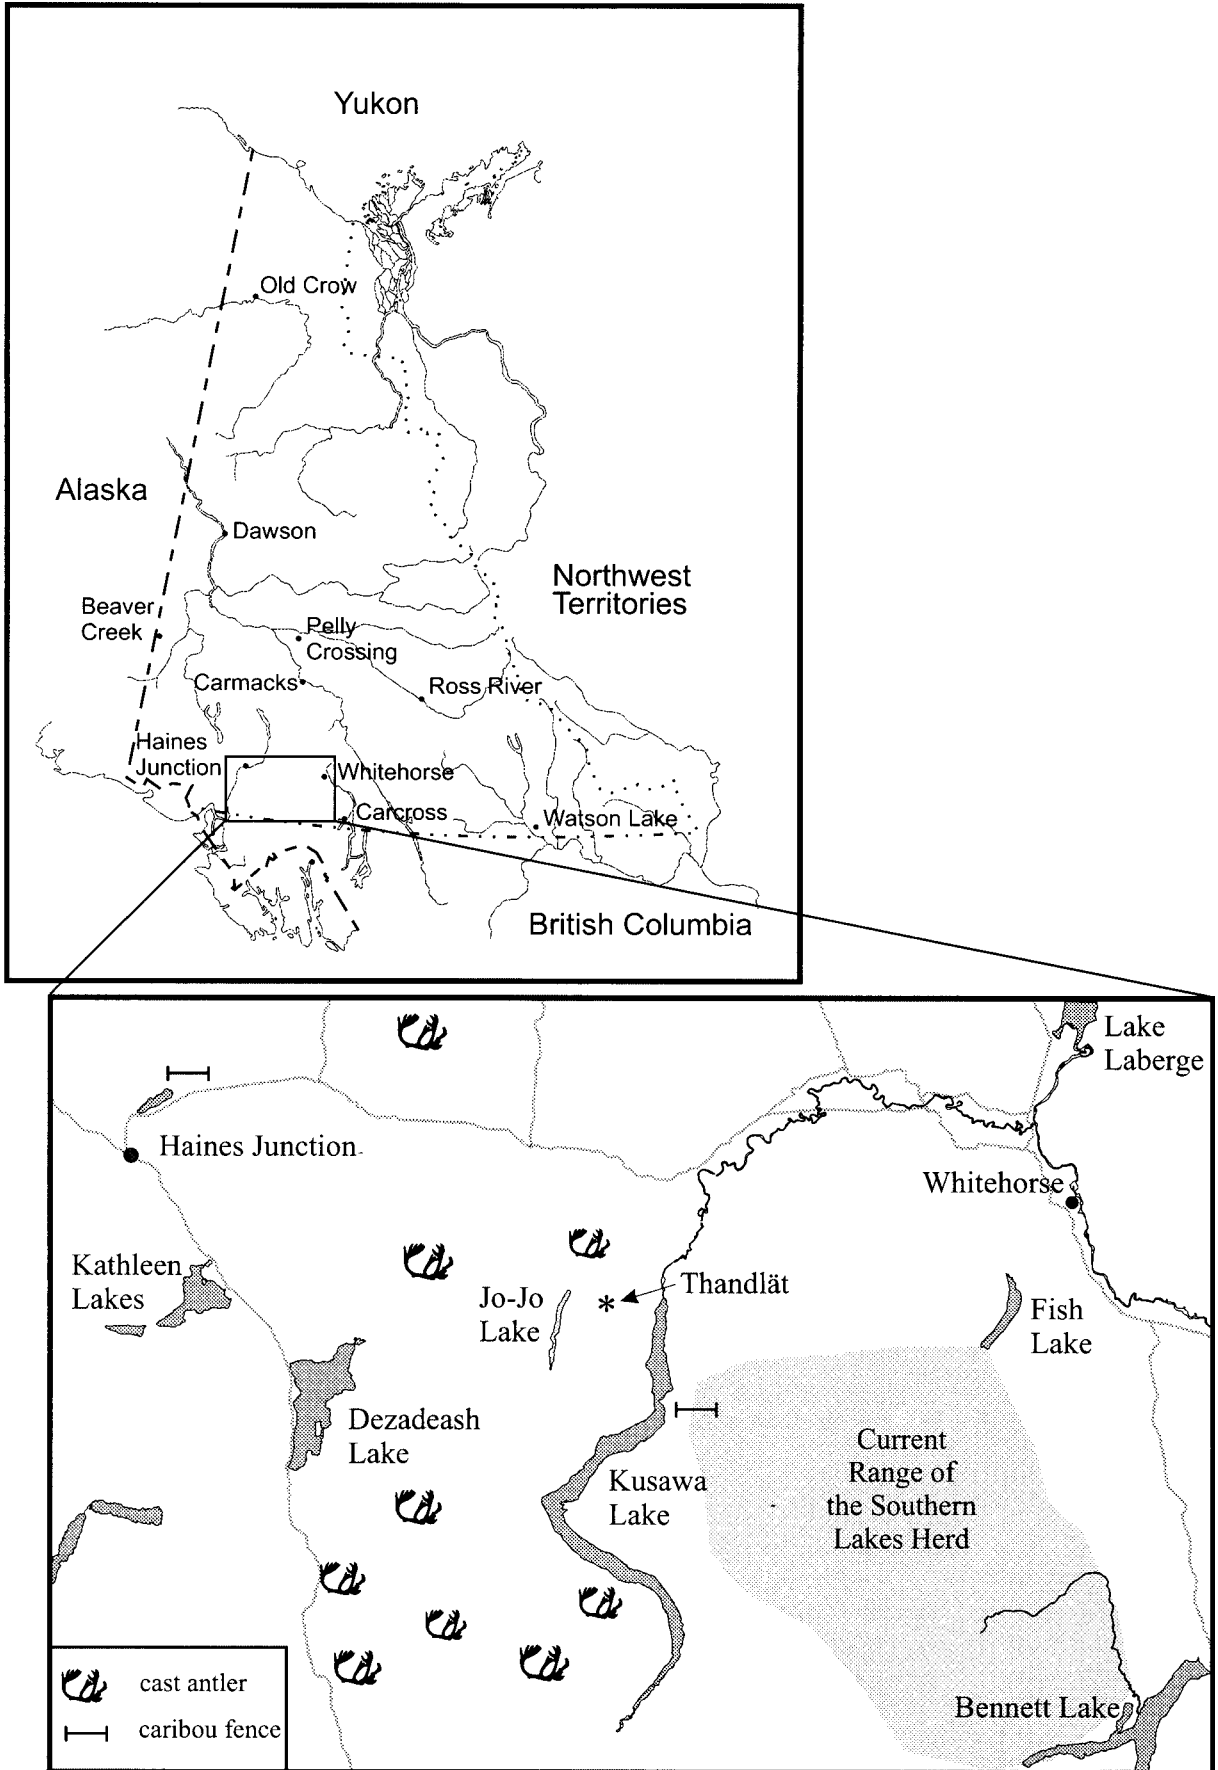 Yukon
Old Crow
Alaska
Dawson
Northwest
Territories
Beaver
Creek
Pelly
Crossing
Carmacks
Ross River
Haines
Junction
Whitehorse
Carcross
Watson Lake
British Columbia
Lake
Laberge
Haines Junction
Whitehorse
Kathleen
Lakes
Jo-Jo
Lake
*
Thandlät
Fish
Lake
Dezadeash
Lake
Kusawa
Lake
Current
Range of
the Southern
Lakes Herd
Bennett Lake
cast antler
caribou fence